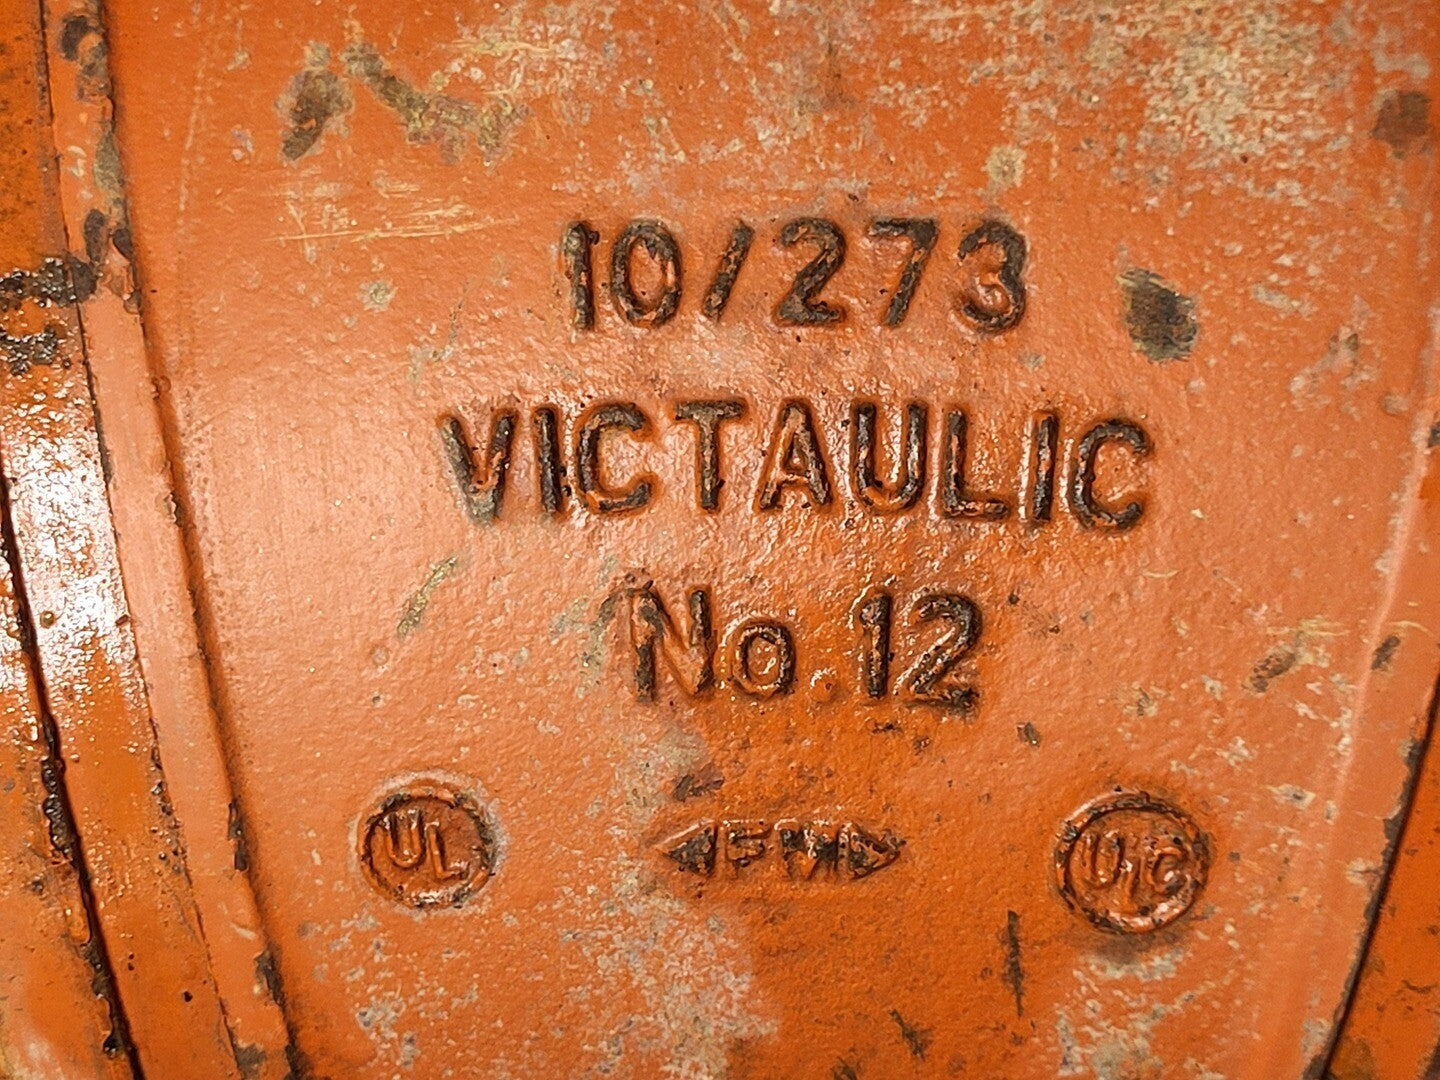 10/273
VICTAULIC
No.12
UL FM ULC